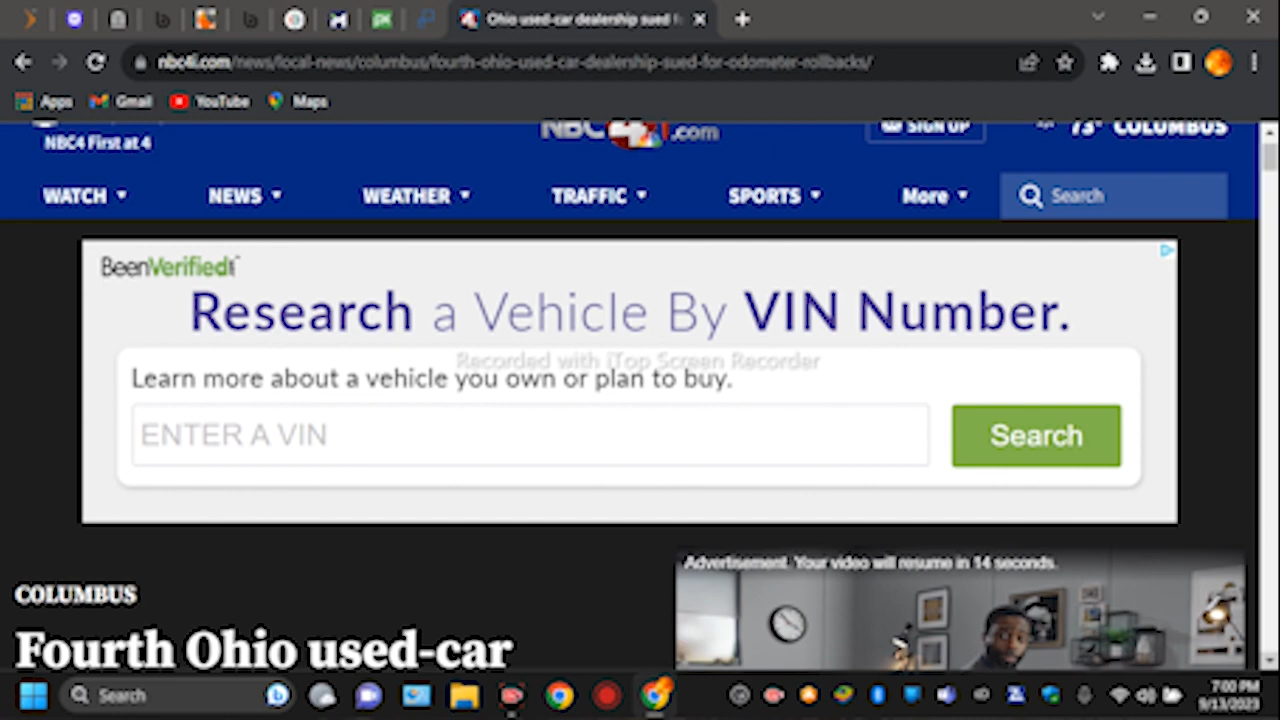 Ohio used-car dealership sued f
nbc4i.com/news/local-news/columbus/fourth-ohio-used-car-dealership-sued-for-odometer-rollbacks/
Apps Gmail YouTube Maps
NBC4 First at 4
NBC 4i .com
SIGN UP
73° COLUMBUS
WATCH NEWS WEATHER TRAFFIC SPORTS More Search
BeenVerified
Research a Vehicle By VIN Number.
Recorded with iTop Screen Recorder
Learn more about a vehicle you own or plan to buy.
ENTER A VIN
Search
Advertisement. Your video will resume in 14 seconds.
COLUMBUS
Fourth Ohio used-car
Search
7:00 PM
9/13/2023